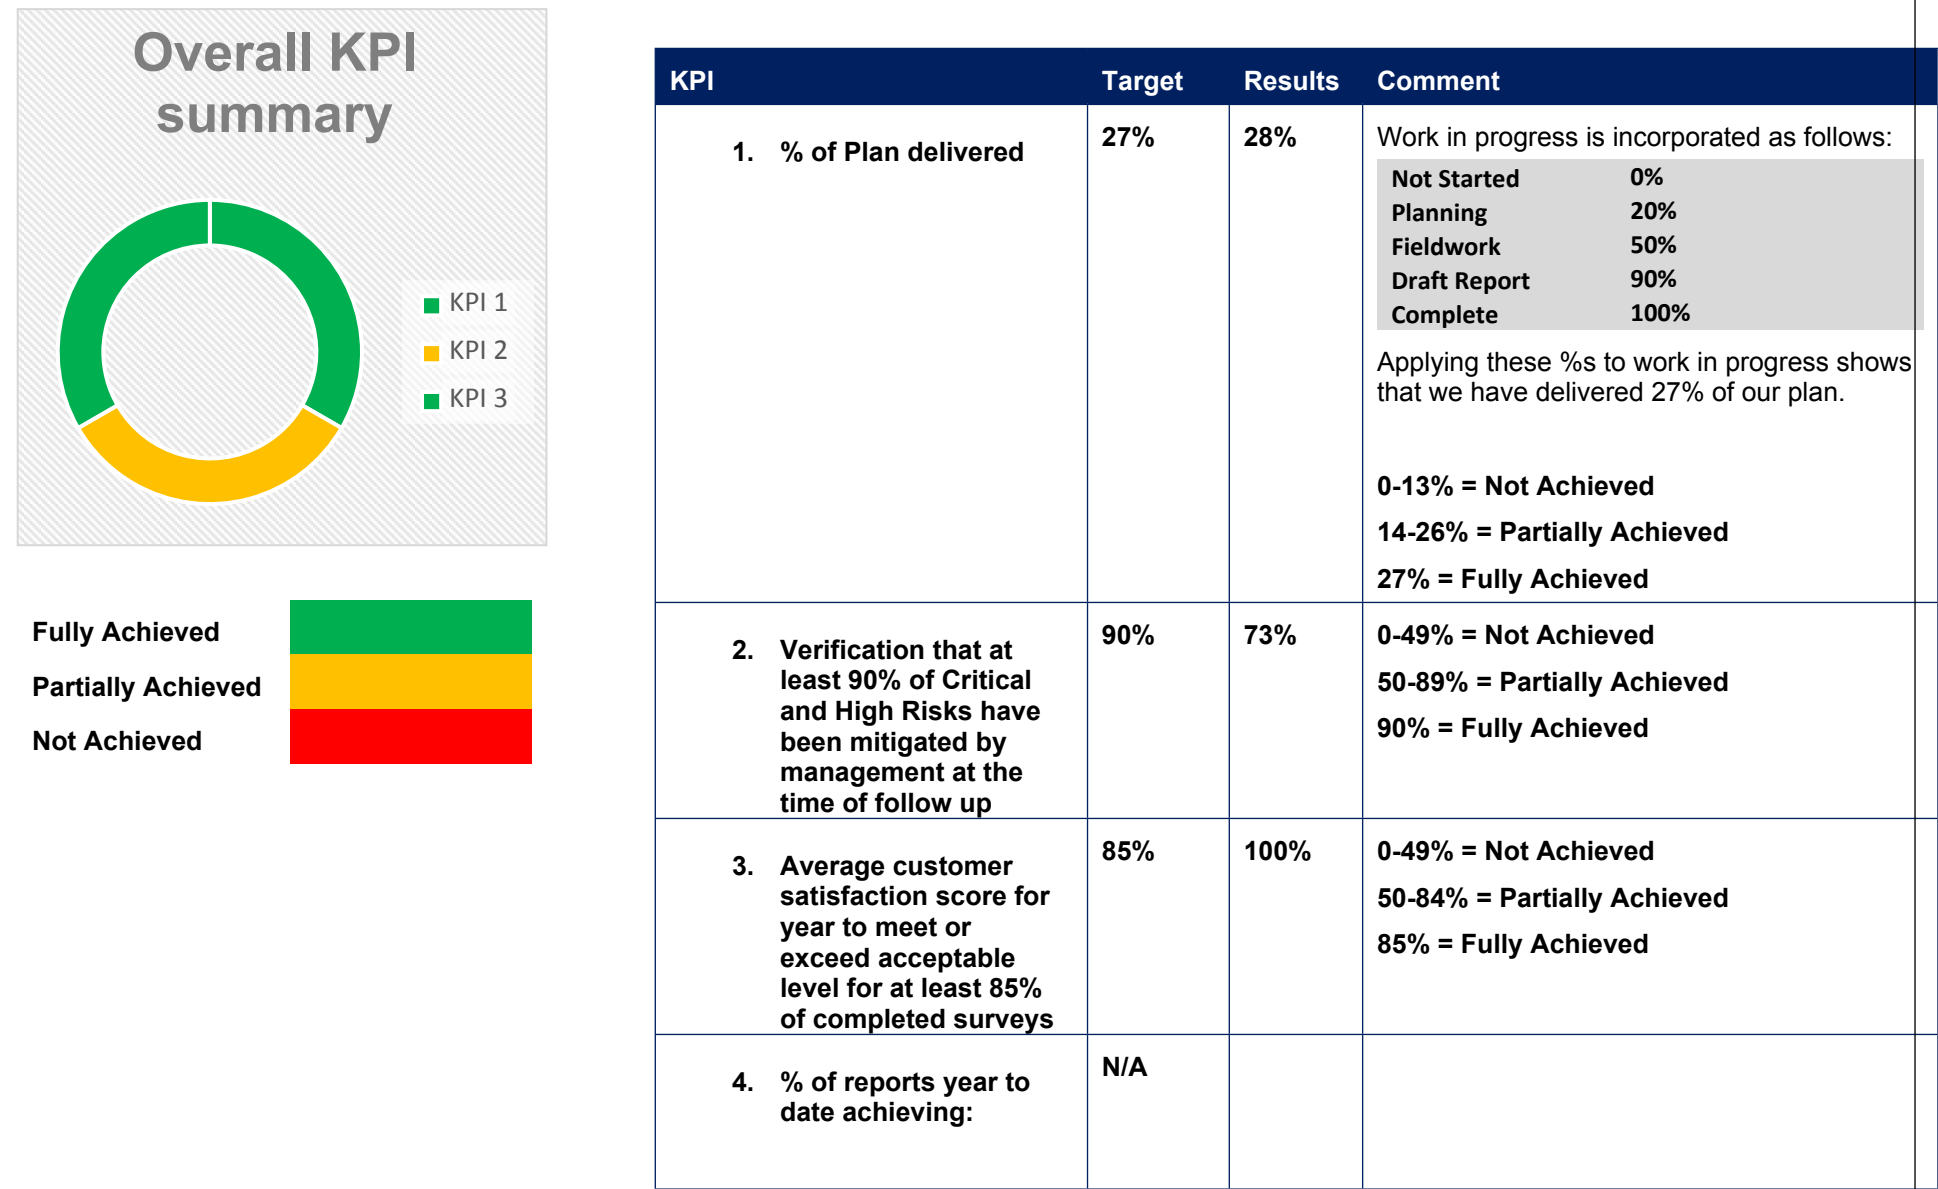 Overall KPI
summary
KPI 1
KPI 2
KPI 3
Fully Achieved
Partially Achieved
Not Achieved
KPI Target Results Comment
1. % of Plan delivered 27% 28% Work in progress is incorporated as follows:
Not Started 0%
Planning 20%
Fieldwork 50%
Draft Report 90%
Complete 100%
Applying these %s to work in progress shows
that we have delivered 27% of our plan.
0-13% = Not Achieved
14-26% = Partially Achieved
27% = Fully Achieved
2. Verification that at
least 90% of Critical
and High Risks have
been mitigated by
management at the
time of follow up
90% 73% 0-49% = Not Achieved
50-89% = Partially Achieved
90% = Fully Achieved
3. Average customer
satisfaction score for
year to meet or
exceed acceptable
level for at least 85%
of completed surveys
85% 100% 0-49% = Not Achieved
50-84% = Partially Achieved
85% = Fully Achieved
4. % of reports year to
date achieving:
N/A